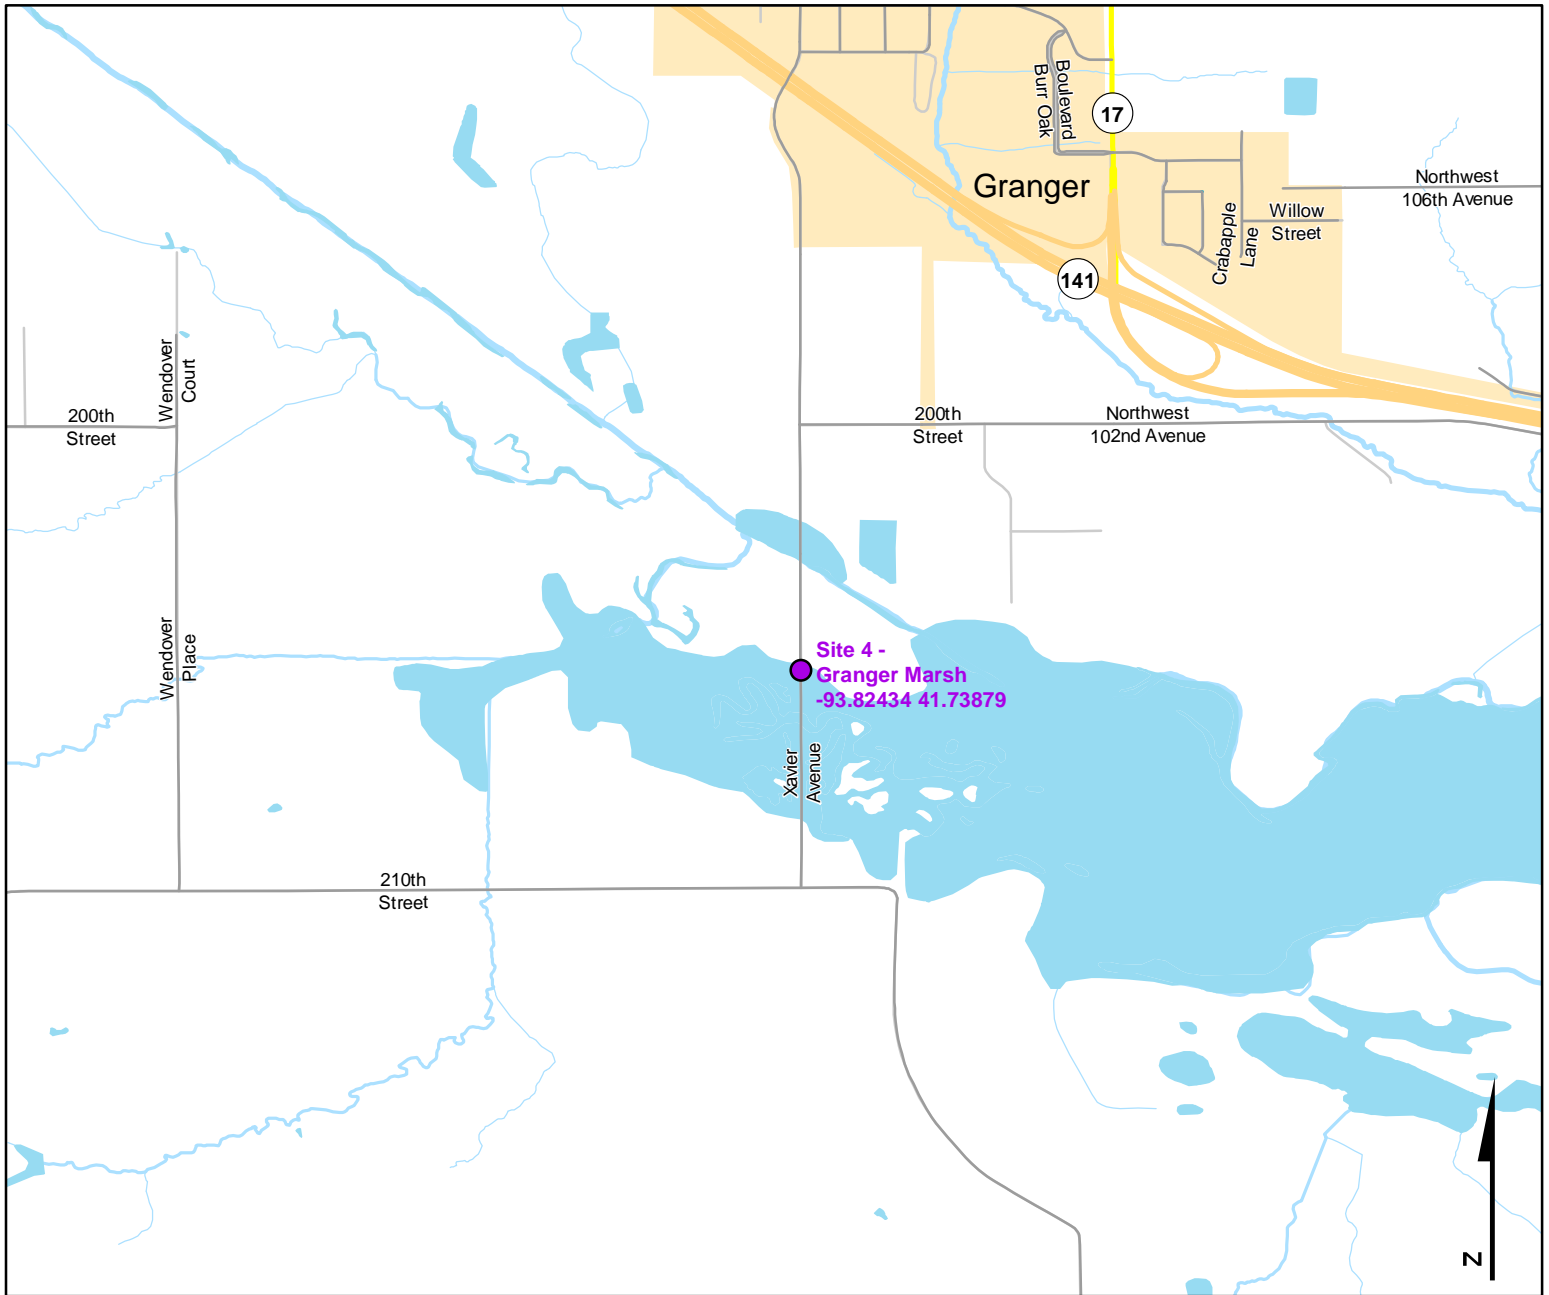 Boulevard
Burr Oak
17
Granger
Northwest
106th Avenue
Willow
Street
Crabapple
Lane
141
Wendover
Court
200th
Street
200th
Street
Northwest
102nd Avenue
Wendover
Place
Site 4 -
Granger Marsh
-93.82434 41.73879
Xavier
Avenue
210th
Street
N